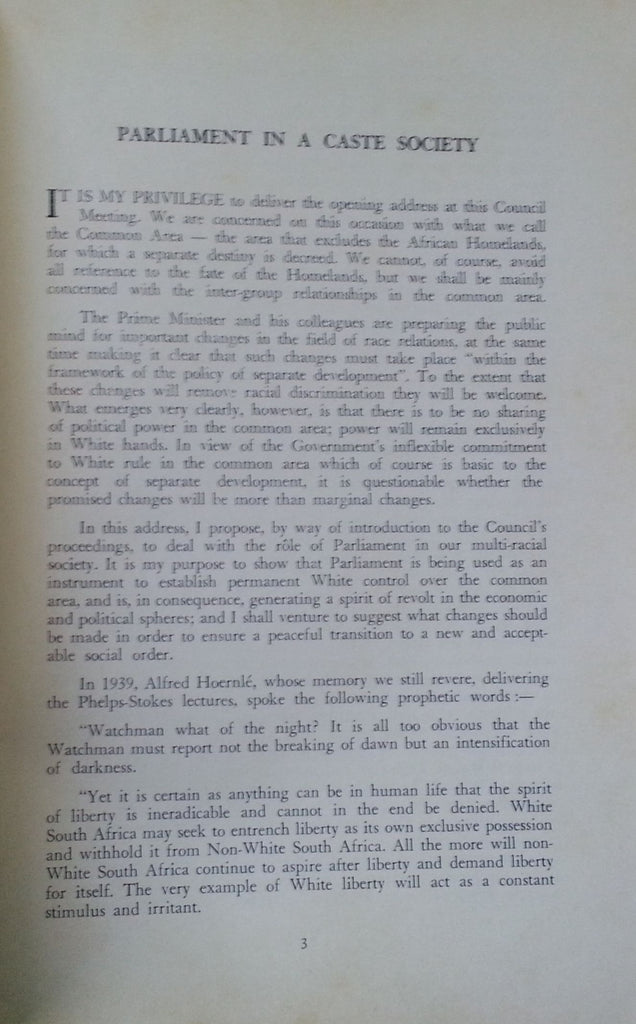 PARLIAMENT IN A CASTE SOCIETY
IT IS MY PRIVILEGE to deliver the opening address at this Council
Meeting. We are concerned on this occasion with what we call
the Common Area — the area that excludes the African Homelands,
for which a separate destiny is decreed. We cannot, of course, avoid
all reference to the fate of the Homelands, but we shall be mainly
concerned with the inter-group relationships in the common area.
The Prime Minister and his colleagues are preparing the public
mind for important changes in the field of race relations, at the same
time making it clear that such changes must take place "within the
framework of the policy of separate development". To the extent that
these changes will remove racial discrimination they will be welcome.
What emerges very clearly, however, is that there is to be no sharing
of political power in the common area; power will remain exclusively
in White hands. In view of the Government's inflexible commitment
to White rule in the common area which of course is basic to the
concept of separate development, it is questionable whether the
promised changes will be more than marginal changes.
In this address, I propose, by way of introduction to the Council's
proceedings, to deal with the rôle of Parliament in our multi-racial
society. It is my purpose to show that Parliament is being used as an
instrument to establish permanent White control over the common
area, and is, in consequence, generating a spirit of revolt in the economic
and political spheres; and I shall venture to suggest what changes should
be made in order to ensure a peaceful transition to a new and accept-
able social order.
In 1939, Alfred Hoernlé, whose memory we still revere, delivering
the Phelps-Stokes lectures, spoke the following prophetic words :—
"Watchman what of the night? It is all too obvious that the
Watchman must report not the breaking of dawn but an intensification
of darkness.
"Yet it is certain as anything can be in human life that the spirit
of liberty is ineradicable and cannot in the end be denied. White
South Africa may seek to entrench liberty as its own exclusive possession
and withhold it from Non-White South Africa. All the more will non-
White South Africa continue to aspire after liberty and demand liberty
for itself. The very example of White liberty will act as a constant
stimulus and irritant.
3